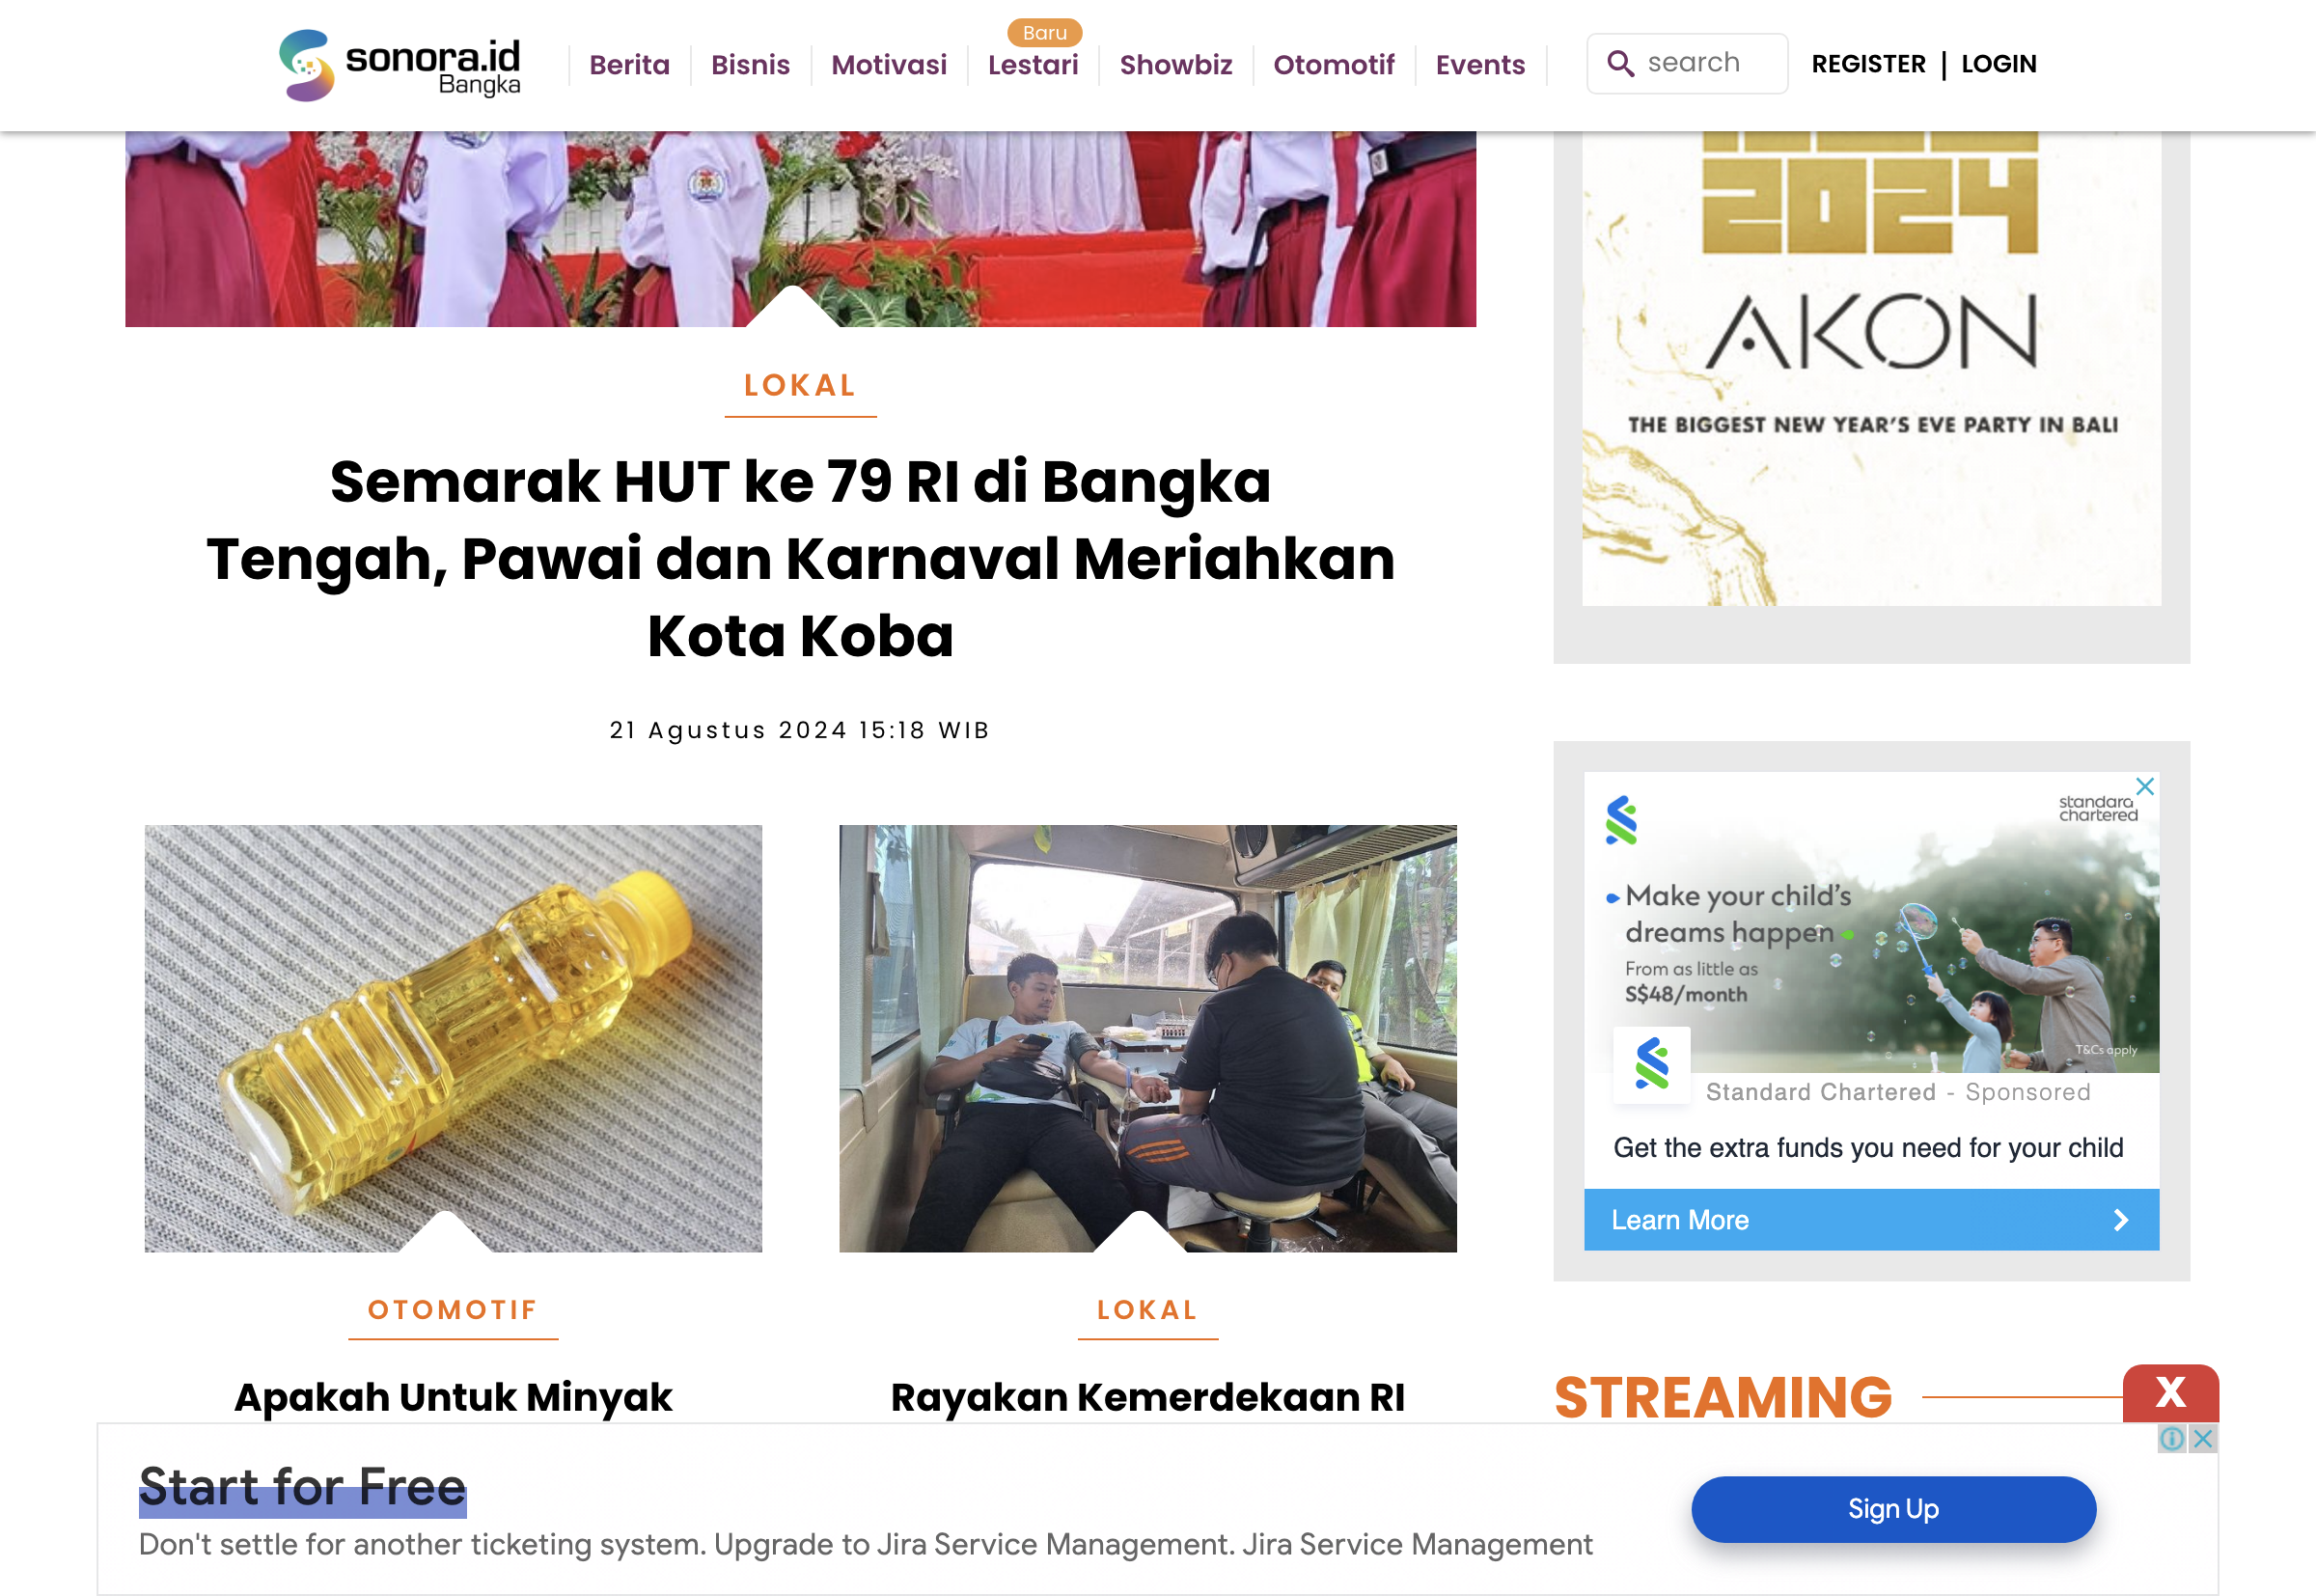 sonora.id
Bangka
Berita
Bisnis
Motivasi
Baru
Lestari
Showbiz
Otomotif
Events
search
REGISTER | LOGIN
2024
AKON
THE BIGGEST NEW YEAR'S EVE PARTY IN BALI
LOKAL
Semarak HUT ke 79 RI di Bangka
Tengah, Pawai dan Karnaval Meriahkan
Kota Koba
21 Agustus 2024 15:18 WIB
standard
chartered
Make your child's
dreams happen
From as little as
S$48/month
T&Cs apply
Standard Chartered - Sponsored
Get the extra funds you need for your child
Learn More
OTOMOTIF
Apakah Untuk Minyak
LOKAL
Rayakan Kemerdekaan RI
STREAMING
X
Start for Free
Don't settle for another ticketing system. Upgrade to Jira Service Management. Jira Service Management
Sign Up